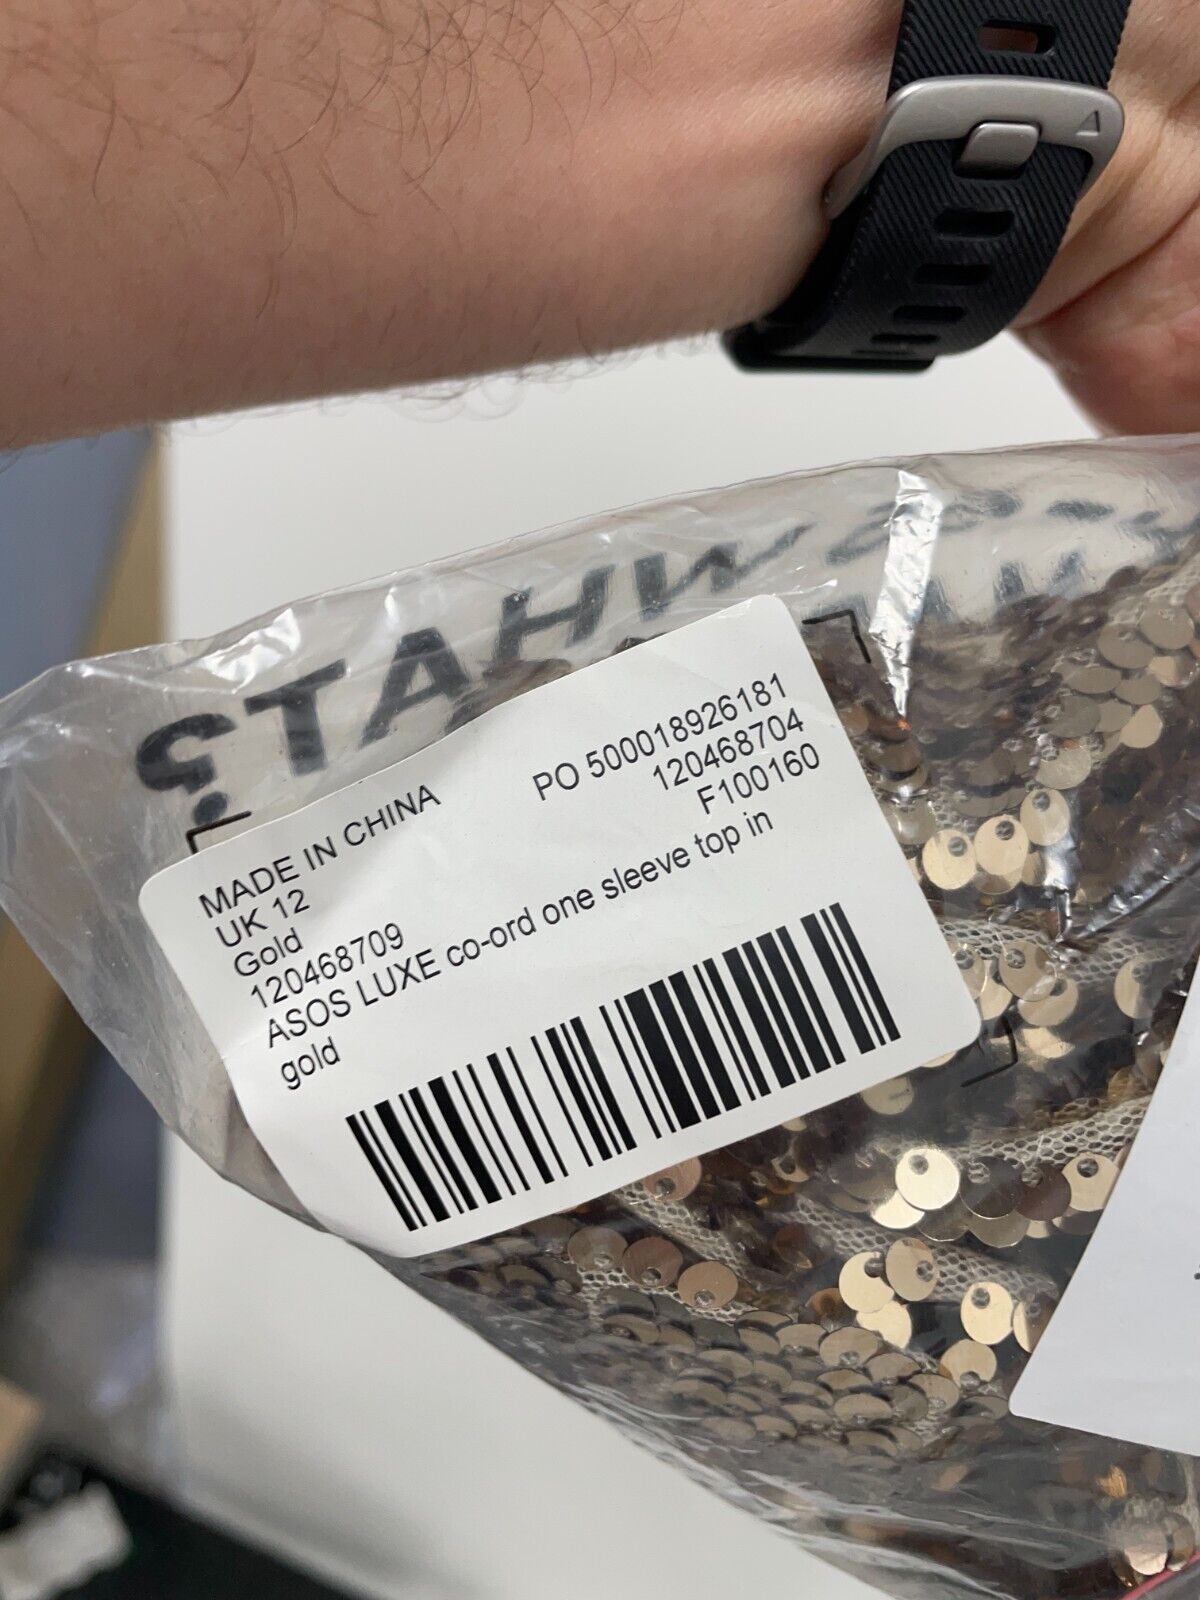 MADE IN CHINA PO 500018926181
UK 12 120468704
Gold F100160
120468709
ASOS LUXE co-ord one sleeve top in
gold